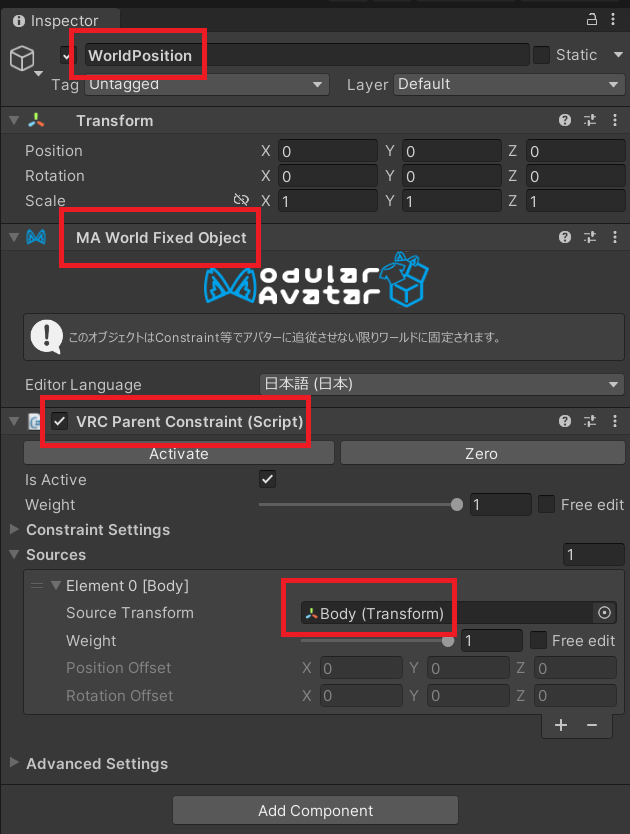 Inspector
WorldPosition
Static
Tag Untagged Layer Default
Transform
Position X 0 Y 0 Z 0
Rotation X 0 Y 0 Z 0
Scale X 1 Y 1 Z 1
MA World Fixed Object
Modular
Avatar
このオブジェクトはConstraint等でアバターに追従させない限りワールドに固定されます。
Editor Language 日本語 (日本)
VRC Parent Constraint (Script)
Activate Zero
Is Active
Weight 1 Free edit
Constraint Settings
Sources 1
Element 0 [Body]
Source Transform Body (Transform)
Weight 1 Free edit
Position Offset X 0 Y 0 Z 0
Rotation Offset X 0 Y 0 Z 0
Advanced Settings
Add Component